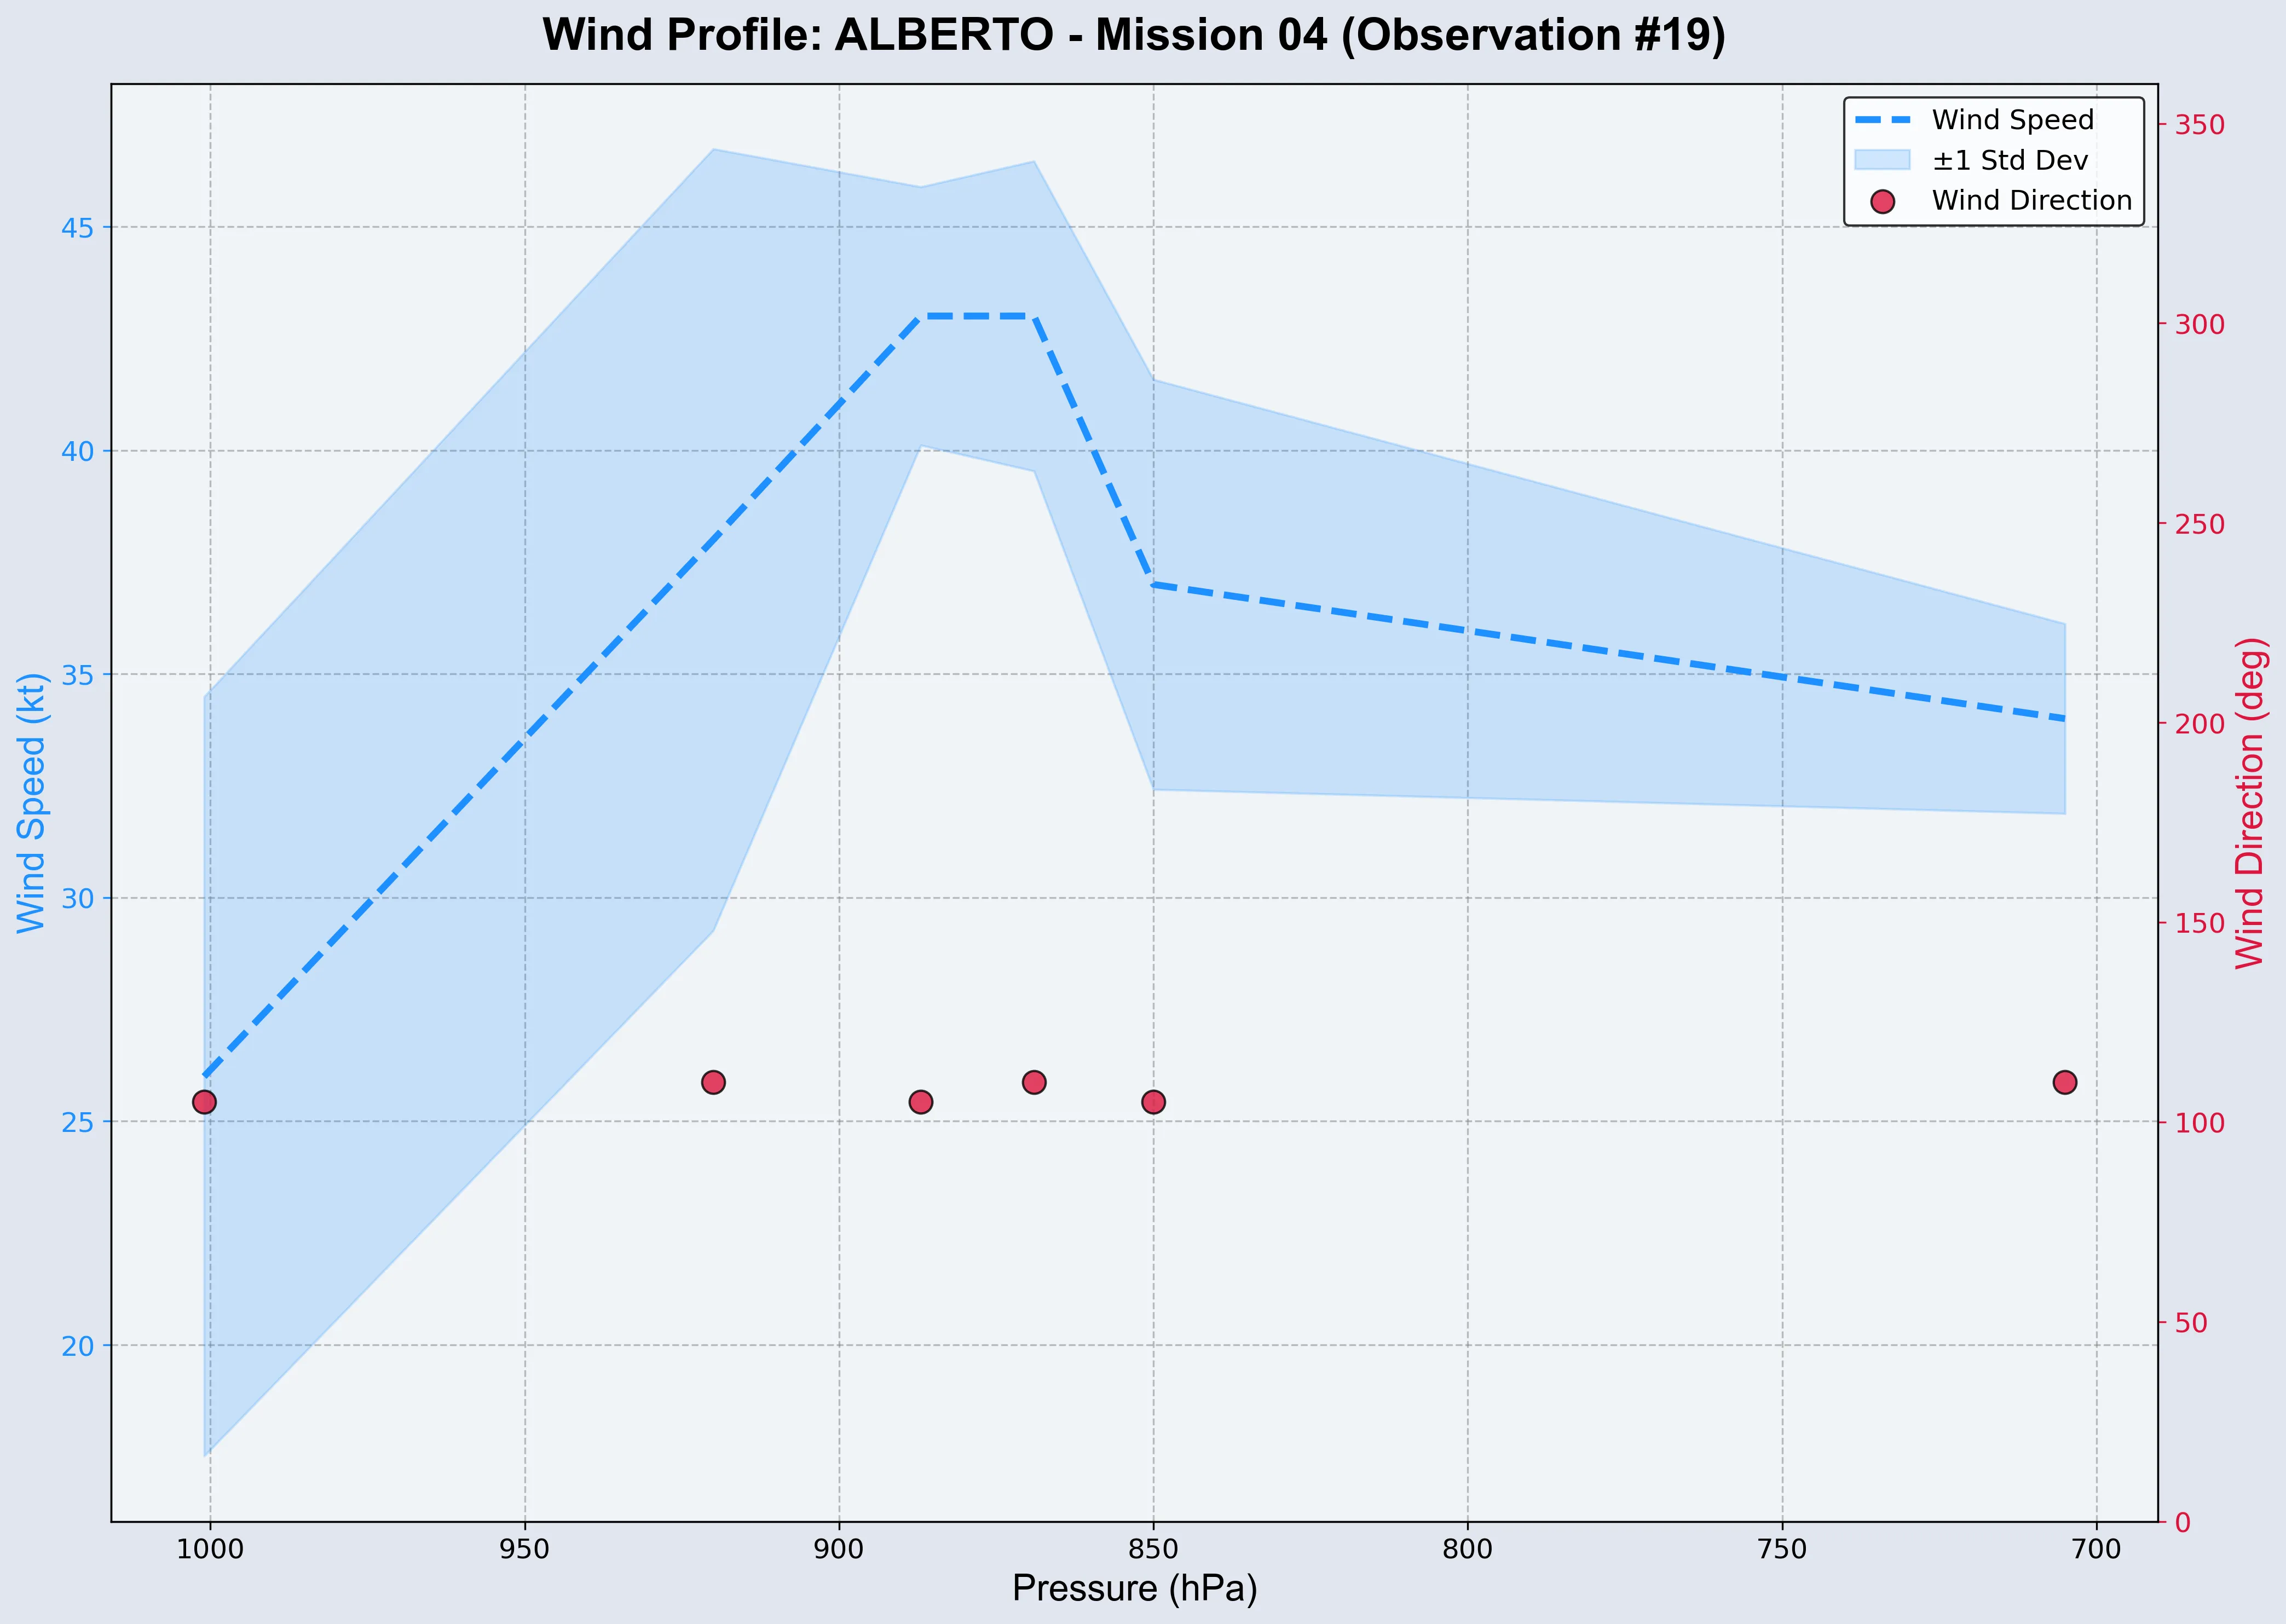 Wind Profile: ALBERTO - Mission 04 (Observation #19)
Wind Speed
±1 Std Dev
Wind Direction
45
40
35
30
25
20
Wind Speed (kt)
350
300
250
200
150
100
50
0
Wind Direction (deg)
1000 950 900 850 800 750 700
Pressure (hPa)